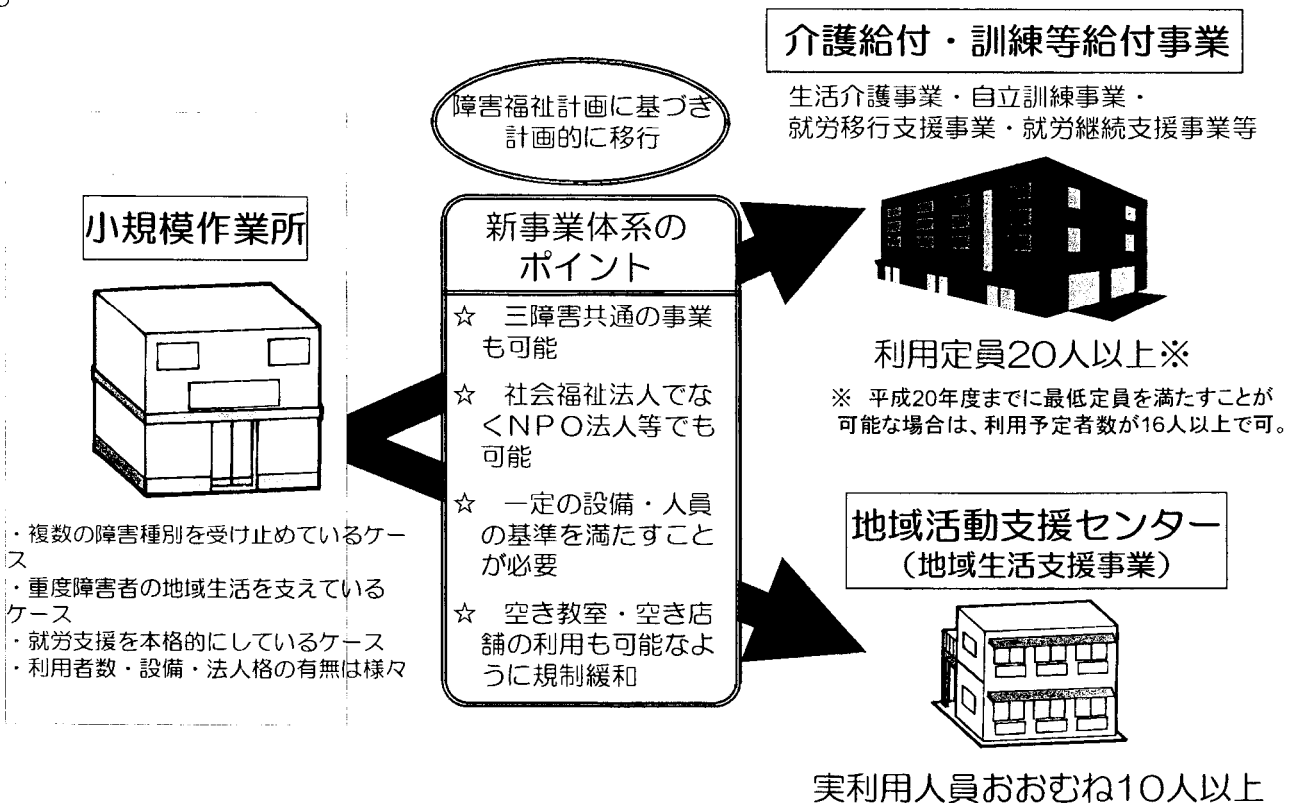 小規模作業所
・複数の障害種別を受け止めているケー
ス
・重度障害者の地域生活を支えている
ケース
・就労支援を本格的にしているケース
・利用者数・設備・法人格の有無は様々
障害福祉計画に基づき
計画的に移行
新事業体系の
ポイント
☆ 三障害共通の事業
も可能
☆ 社会福祉法人でな
くNPO法人等でも
可能
☆ 一定の設備・人員
の基準を満たすこと
が必要
☆ 空き教室・空き店
舗の利用も可能なよ
うに規制緩和
介護給付・訓練等給付事業
生活介護事業・自立訓練事業・
就労移行支援事業・就労継続支援事業等
利用定員20人以上※
※ 平成20年度までに最低定員を満たすことが
可能な場合は、利用予定者数が16人以上で可。
地域活動支援センター
(地域生活支援事業)
実利用人員おおむね10人以上